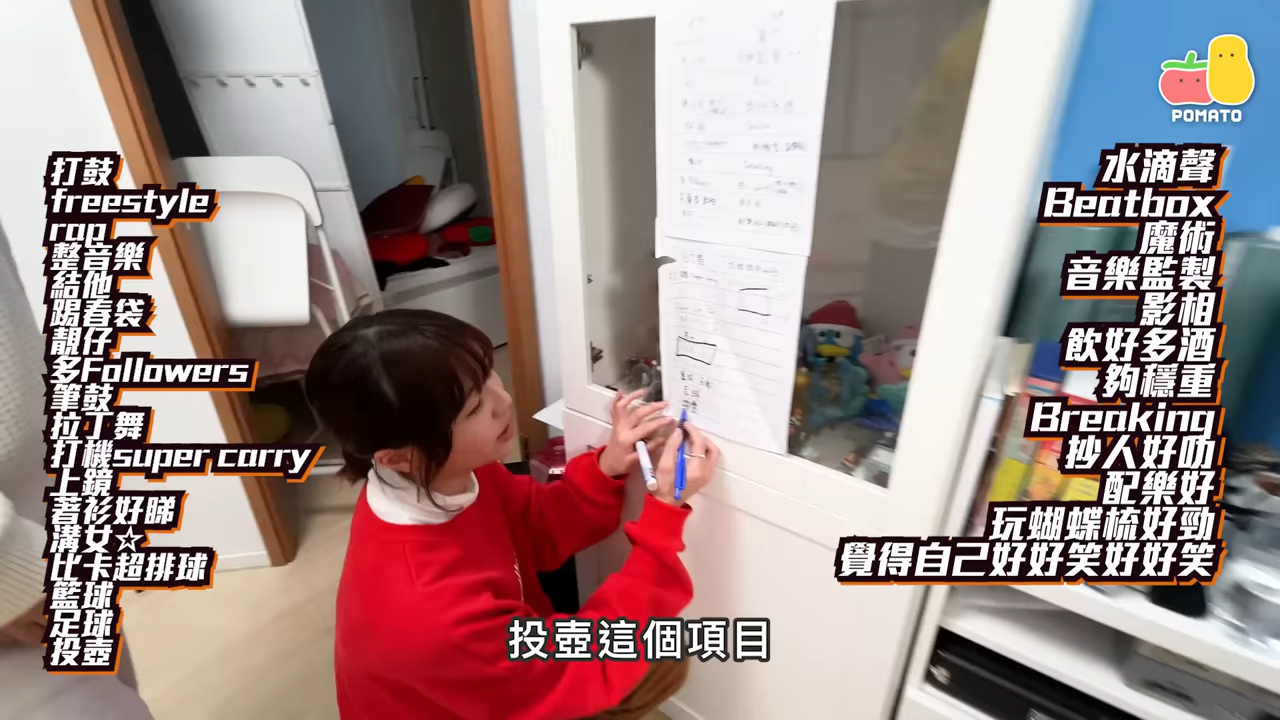 POMATO
打鼓
freestyle
rap
整音樂
結他
踢春袋
靚仔
多Followers
筆鼓
拉丁舞
打機super carry
上鏡
著衫好睇
溝女☆
比卡超排球
籃球
足球
投壺
水滴聲
Beatbox
魔術
音樂監製
影相
飲好多酒
夠穩重
Breaking
抄人好叻
配樂好
玩蝴蝶梳好勁
覺得自己好好笑好好笑
投壺這個項目